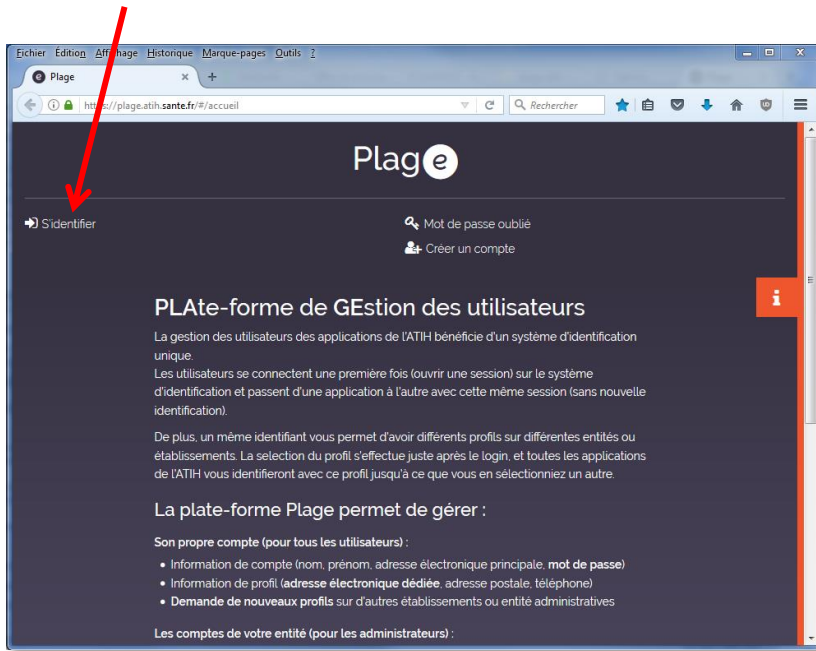 Fichier Édition Affichage Historique Marque-pages Outils ?
Plage
https://plage.atih.sante.fr/#/accueil Rechercher
Plage
S'identifier Mot de passe oublié
Créer un compte
PLAte-forme de GEstion des utilisateurs
La gestion des utilisateurs des applications de l'ATIH bénéficie d'un système d'identification
unique.
Les utilisateurs se connectent une première fois (ouvrir une session) sur le système
d'identification et passent d'une application à l'autre avec cette même session (sans nouvelle
identification).
De plus, un même identifiant vous permet d'avoir différents profils sur différentes entités ou
établissements. La selection du profil s'effectue juste après le login, et toutes les applications
de l'ATIH vous identifieront avec ce profil jusqu'à ce que vous en sélectionniez un autre.
La plate-forme Plage permet de gérer :
Son propre compte (pour tous les utilisateurs) :
• Information de compte (nom, prénom, adresse électronique principale, mot de passe)
• Information de profil (adresse électronique dédiée, adresse postale, téléphone)
• Demande de nouveaux profils sur d'autres établissements ou entité administratives
Les comptes de votre entité (pour les administrateurs) :